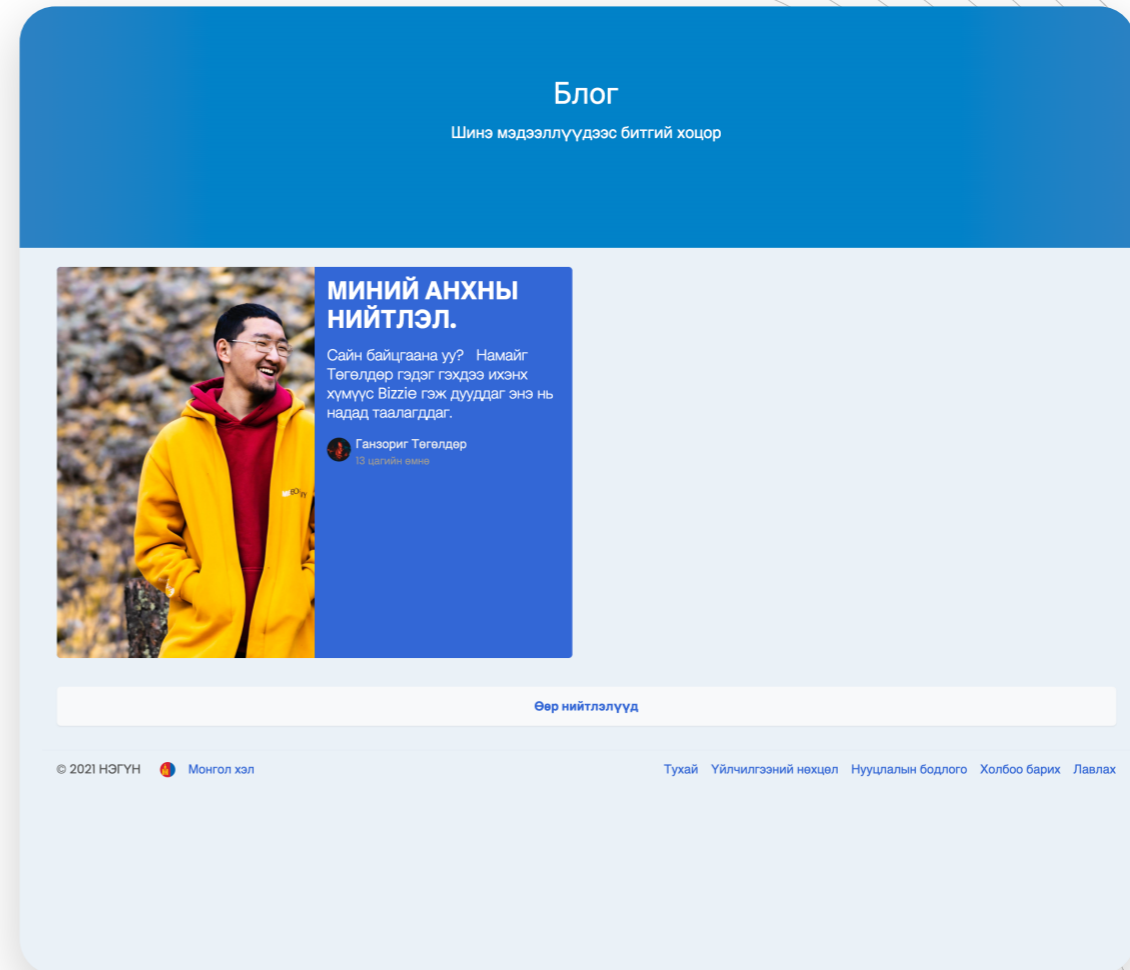 Блог
Шинэ мэдээллүүдээс битгий хоцор
МИНИЙ АНХНЫ
НИЙТЛЭЛ.
Сайн байцгаана уу? Намайг
Төгөлдөр гэдэг гэхдээ ихэнх
хүмүүс Bizzie гэж дууддаг энэ нь
надад таалагддаг.
Ганзориг Төгөлдөр
13 цагийн өмнө
Өөр нийтлэлүүд
© 2021 НЭГҮН Монгол хэл Тухай Үйлчилгээний нөхцөл Нууцлалын бодлого Холбоо барих Лавлах